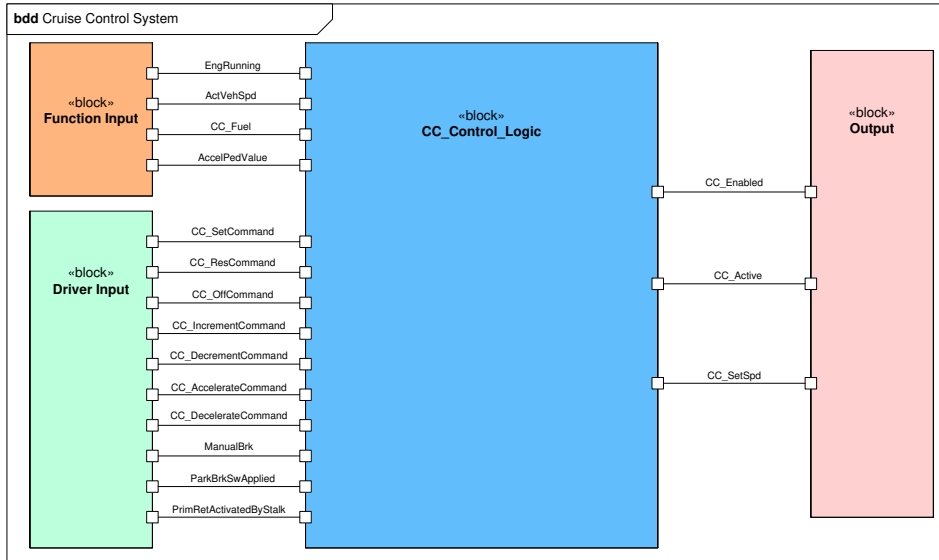 bdd Cruise Control System
«block»
Function Input
EngRunning
ActVehSpd
CC_Fuel
AccelPedValue
«block»
Driver Input
CC_SetCommand
CC_ResCommand
CC_OffCommand
CC_IncrementCommand
CC_DecrementCommand
CC_AccelerateCommand
CC_DecelerateCommand
ManualBrk
ParkBrkSwApplied
PrimRetActivatedByStalk
«block»
CC_Control_Logic
CC_Enabled
CC_Active
CC_SetSpd
«block»
Output